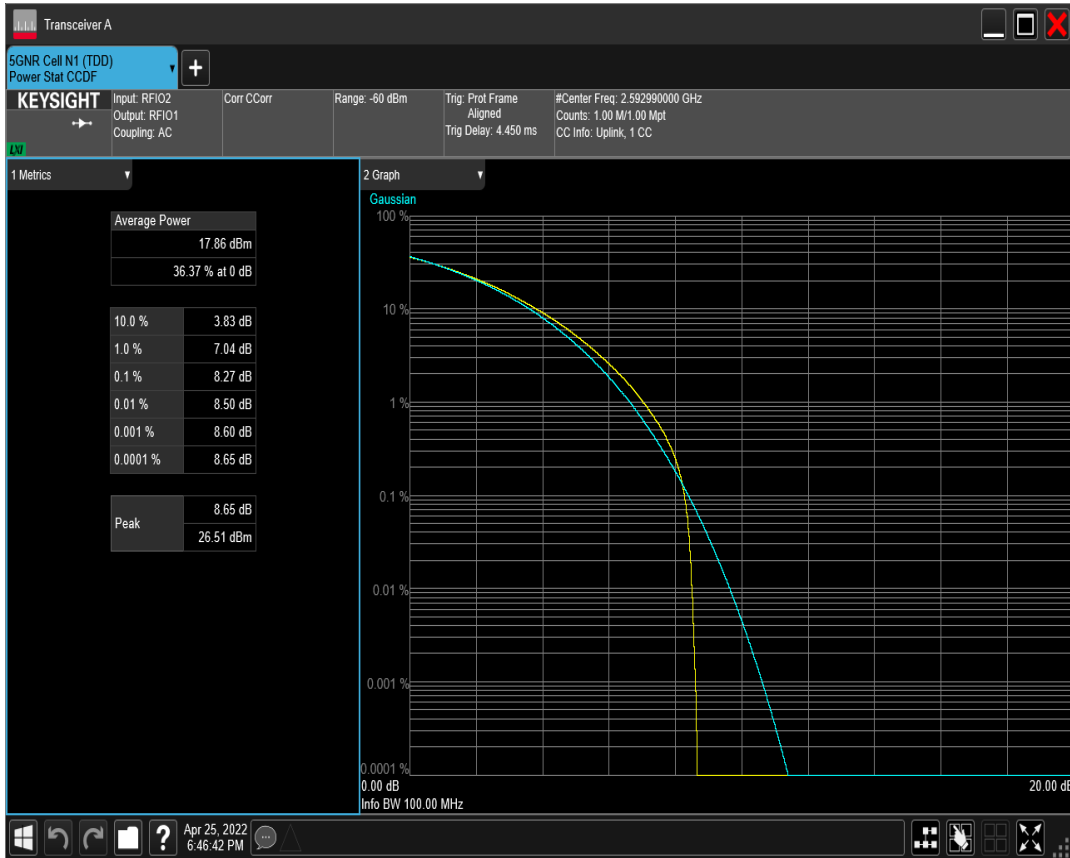 Transceiver A
5GNR Cell N1 (TDD)
Power Stat CCDF
+
KEYSIGHT
LXI
Input: RFIO2
Output: RFIO1
Coupling: AC
Corr CCorr
Range: -60 dBm
Trig: Prot Frame
Aligned
Trig Delay: 4.450 ms
#Center Freq: 2.592990000 GHz
Counts: 1.00 M/1.00 Mpt
CC Info: Uplink, 1 CC
1 Metrics
Average Power
17.86 dBm
36.37 % at 0 dB
10.0 % 3.83 dB
1.0 % 7.04 dB
0.1 % 8.27 dB
0.01 % 8.50 dB
0.001 % 8.60 dB
0.0001 % 8.65 dB
Peak 8.65 dB
26.51 dBm
2 Graph
Gaussian
100 %
10 %
1 %
0.1 %
0.01 %
0.001 %
0.0001 %
0.00 dB 20.00 dB
Info BW 100.00 MHz
? Apr 25, 2022
6:46:42 PM